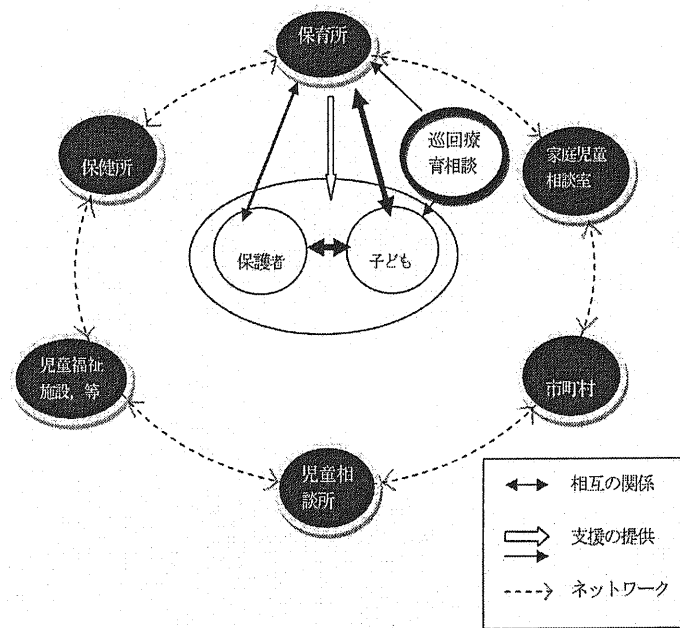 保育所
巡回療
育相談
家庭児童
相談室
保健所
保護者
子ども
児童福祉
施設，等
市町村
児童相
談所
相互の関係
支援の提供
ネットワーク